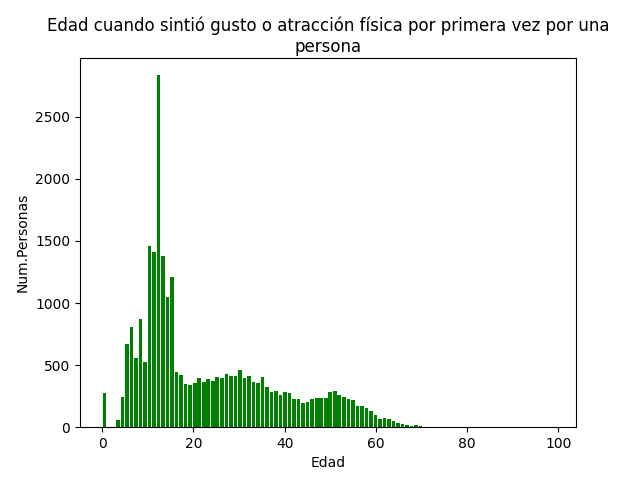 Edad cuando sintió gusto o atracción física por primera vez por una
persona
2500
2000
1500
1000
500
0
Num.Personas
0 20 40 60 80 100
Edad